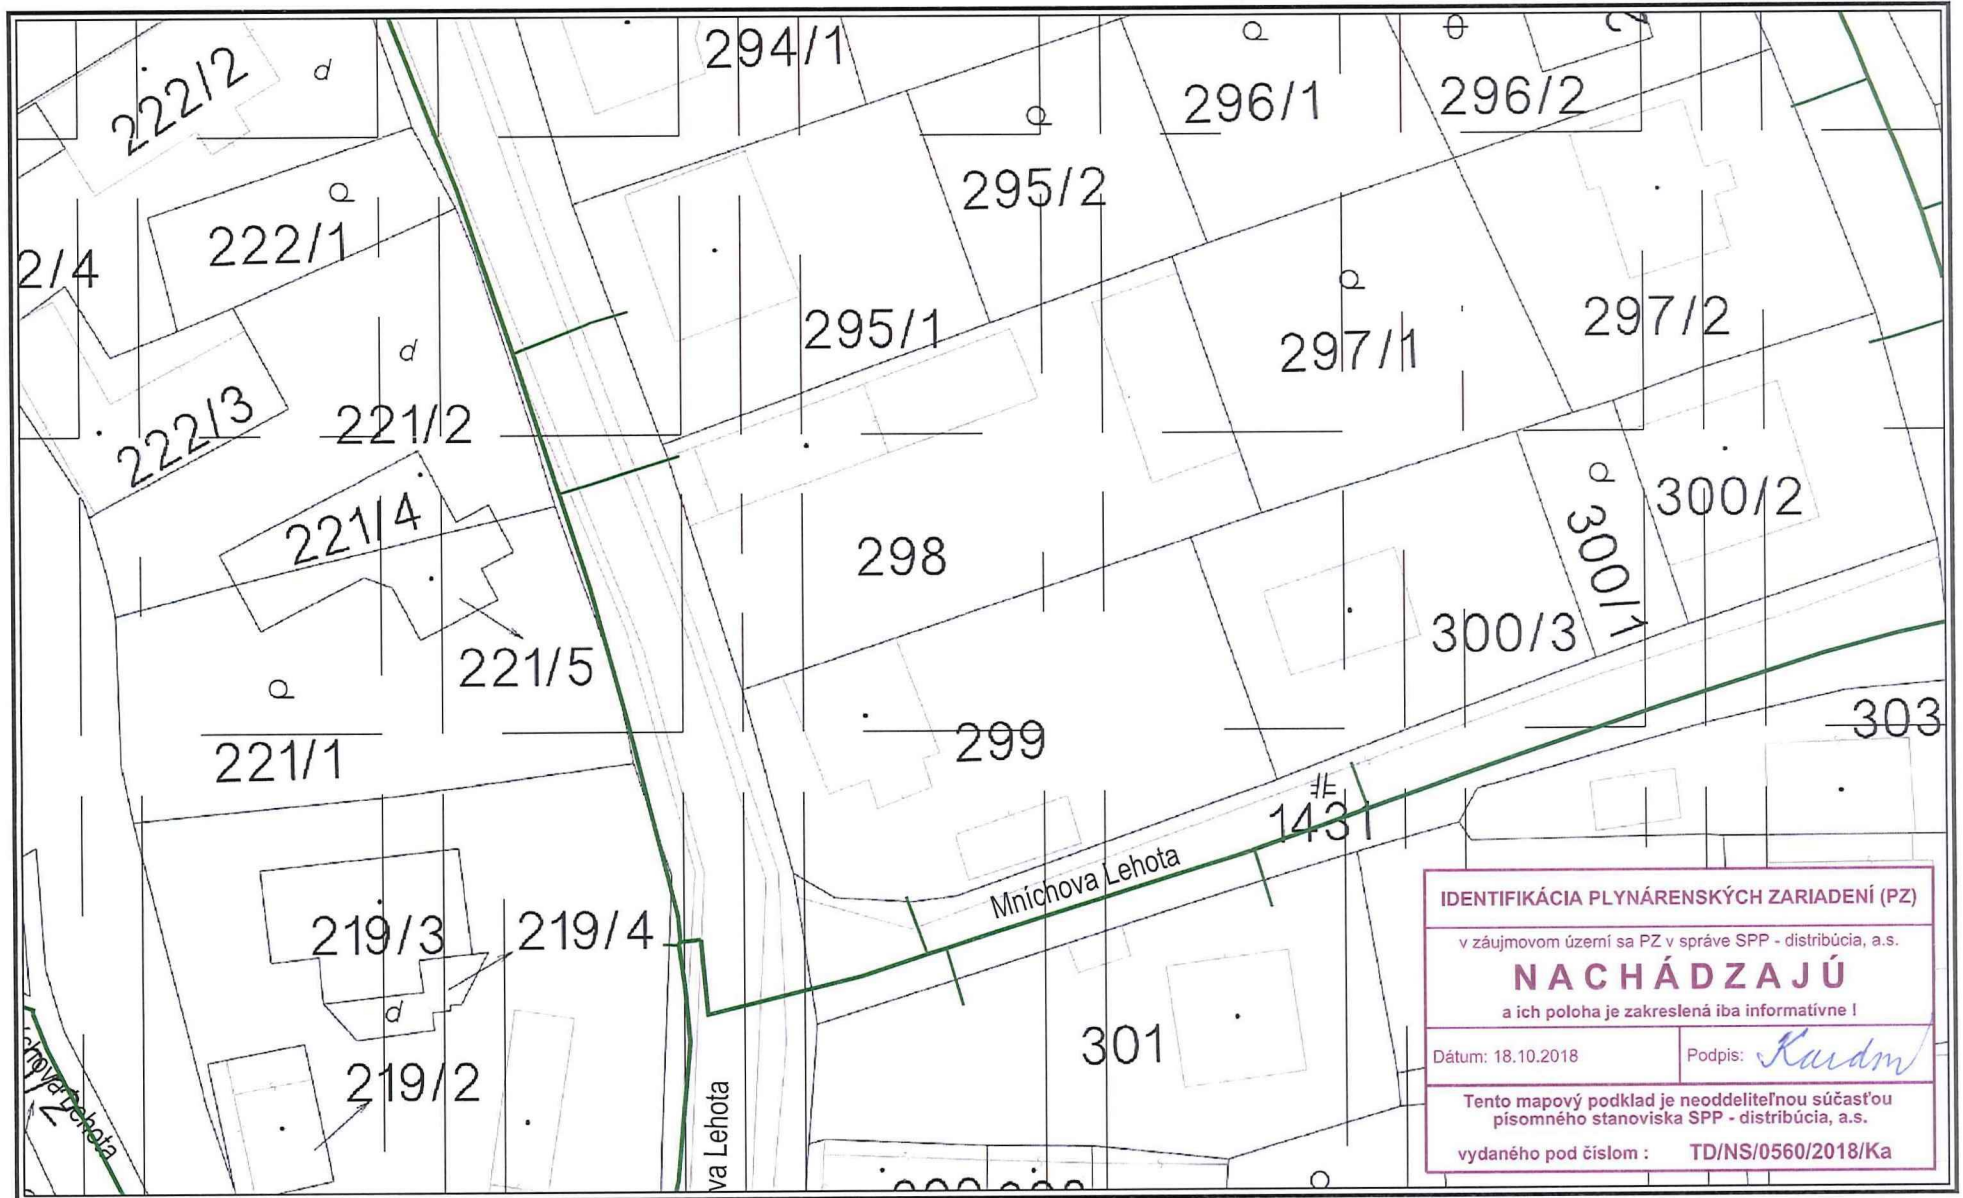 294/1
222/2
d
296/1
296/2
295/2
222/1
2/4
295/1
297/1
297/2
d
222/3
221/2
300/2
221/4
298
300/1
300/3
221/5
303
299
221/1
1431
Mníchova Lehota
219/3
219/4
d
301
219/2
va Lehota
IDENTIFIKÁCIA PLYNÁRENSKÝCH ZARIADENÍ (PZ)
v záujmovom území sa PZ v správe SPP - distribúcia, a.s.
NACHÁDZAJÚ
a ich poloha je zakreslená iba informatívne !
Dátum: 18.10.2018
Podpis:
Tento mapový podklad je neoddeliteľnou súčasťou
písomného stanoviska SPP - distribúcia, a.s.
vydaného pod číslom : TD/NS/0560/2018/Ka